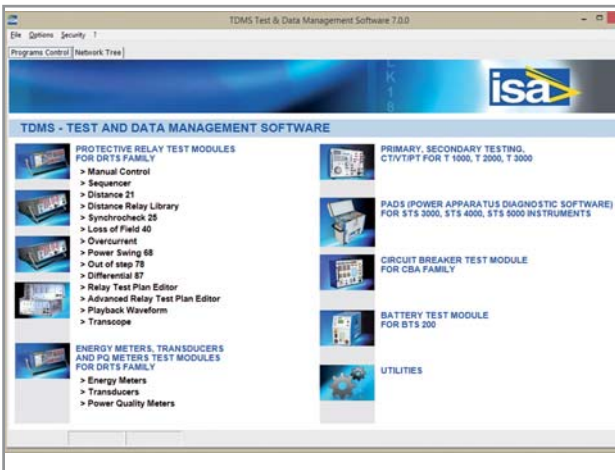 TDMS Test & Data Management Software 7.0.0
File Options Security ?
Programs Control Network Tree
isa
TDMS - TEST AND DATA MANAGEMENT SOFTWARE
PROTECTIVE RELAY TEST MODULES
FOR DRTS FAMILY
> Manual Control
> Sequencer
> Distance 21
> Distance Relay Library
> Synchrocheck 25
> Loss of Field 40
> Overcurrent
> Power Swing 68
> Out of step 78
> Differential 87
> Relay Test Plan Editor
> Advanced Relay Test Plan Editor
> Playback Waveform
> Transcope
ENERGY METERS, TRANSDUCERS
AND PQ METERS TEST MODULES
FOR DRTS FAMILY
> Energy Meters
> Transducers
> Power Quality Meters
PRIMARY, SECONDARY TESTING,
CT/VT/PT FOR T 1000, T 2000, T 3000
PADS (POWER APPARATUS DIAGNOSTIC SOFTWARE)
FOR STS 3000, STS 4000, STS 5000 INSTRUMENTS
CIRCUIT BREAKER TEST MODULE
FOR CBA FAMILY
BATTERY TEST MODULE
FOR BTS 200
UTILITIES